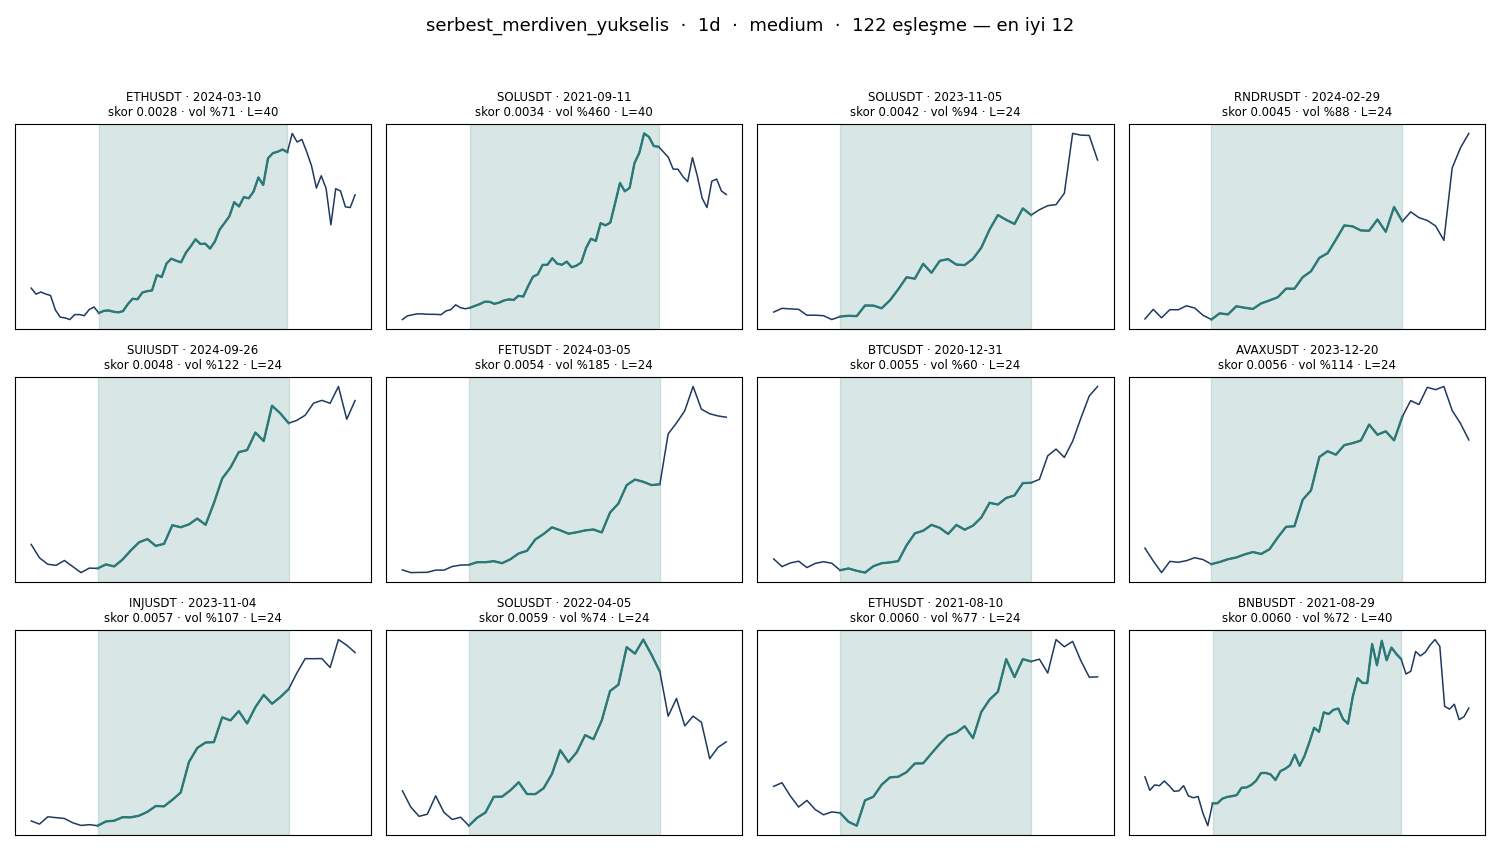 serbest_merdiven_yukselis · 1d · medium · 122 eşleşme — en iyi 12
ETHUSDT · 2024-03-10
skor 0.0028 · vol %71 · L=40
SOLUSDT · 2021-09-11
skor 0.0034 · vol %460 · L=40
SOLUSDT · 2023-11-05
skor 0.0042 · vol %94 · L=24
RNDRUSDT · 2024-02-29
skor 0.0045 · vol %88 · L=24
SUIUSDT · 2024-09-26
skor 0.0048 · vol %122 · L=24
FETUSDT · 2024-03-05
skor 0.0054 · vol %185 · L=24
BTCUSDT · 2020-12-31
skor 0.0055 · vol %60 · L=24
AVAXUSDT · 2023-12-20
skor 0.0056 · vol %114 · L=24
INJUSDT · 2023-11-04
skor 0.0057 · vol %107 · L=24
SOLUSDT · 2022-04-05
skor 0.0059 · vol %74 · L=24
ETHUSDT · 2021-08-10
skor 0.0060 · vol %77 · L=24
BNBUSDT · 2021-08-29
skor 0.0060 · vol %72 · L=40